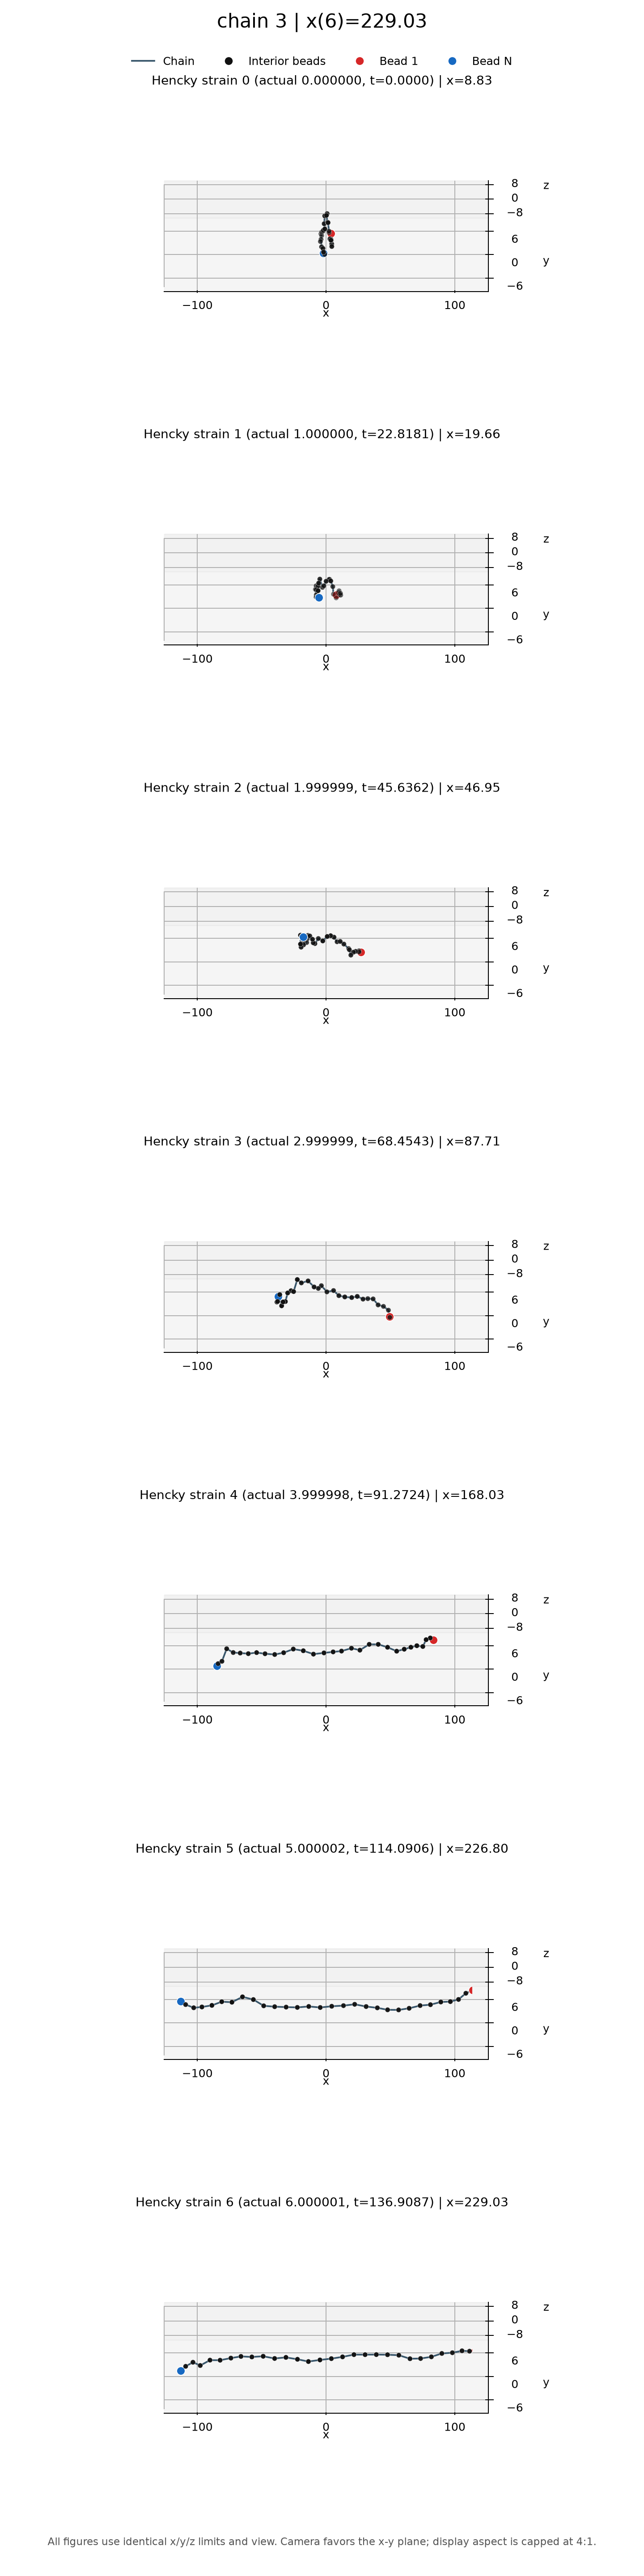 chain 3 | x(6)=229.03
Chain Interior beads Bead 1 Bead N
Hencky strain 0 (actual 0.000000, t=0.0000) | x=8.83
8 z
0
−8
6
0 y
−6
−100 0 100
x
Hencky strain 1 (actual 1.000000, t=22.8181) | x=19.66
8 z
0
−8
6
0 y
−6
−100 0 100
x
Hencky strain 2 (actual 1.999999, t=45.6362) | x=46.95
8 z
0
−8
6
0 y
−6
−100 0 100
x
Hencky strain 3 (actual 2.999999, t=68.4543) | x=87.71
8 z
0
−8
6
0 y
−6
−100 0 100
x
Hencky strain 4 (actual 3.999998, t=91.2724) | x=168.03
8 z
0
−8
6
0 y
−6
−100 0 100
x
Hencky strain 5 (actual 5.000002, t=114.0906) | x=226.80
8 z
0
−8
6
0 y
−6
−100 0 100
x
Hencky strain 6 (actual 6.000001, t=136.9087) | x=229.03
8 z
0
−8
6
0 y
−6
−100 0 100
x
All figures use identical x/y/z limits and view. Camera favors the x-y plane; display aspect is capped at 4:1.